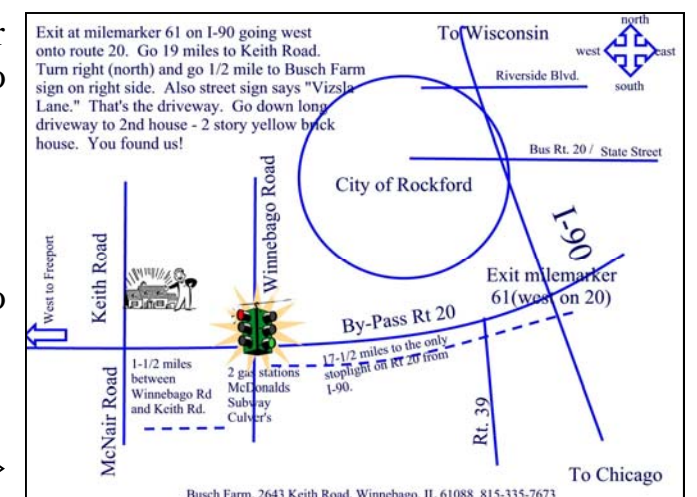 Exit at milemarker 61 on I-90 going west
onto route 20. Go 19 miles to Keith Road.
Turn right (north) and go 1/2 mile to Busch Farm
sign on right side. Also street sign says "Vizsla
Lane." That's the driveway. Go down long
driveway to 2nd house - 2 story yellow brick
house. You found us!
To Wisconsin
north
west
east
south
Riverside Blvd.
Bus Rt. 20 / State Street
City of Rockford
I-90
Winnebago Road
Keith Road
West to Freeport
Exit milemarker
61(west on 20)
By-Pass Rt 20
17-1/2 miles to the only
stoplight on Rt 20 from
I-90.
1-1/2 miles
between
Winnebago Rd
and Keith Rd.
2 gas stations
McDonalds
Subway
Culver's
McNair Road
Rt. 39
To Chicago
Busch Farm, 2643 Keith Road, Winnebago, IL 61088 815-335-7673